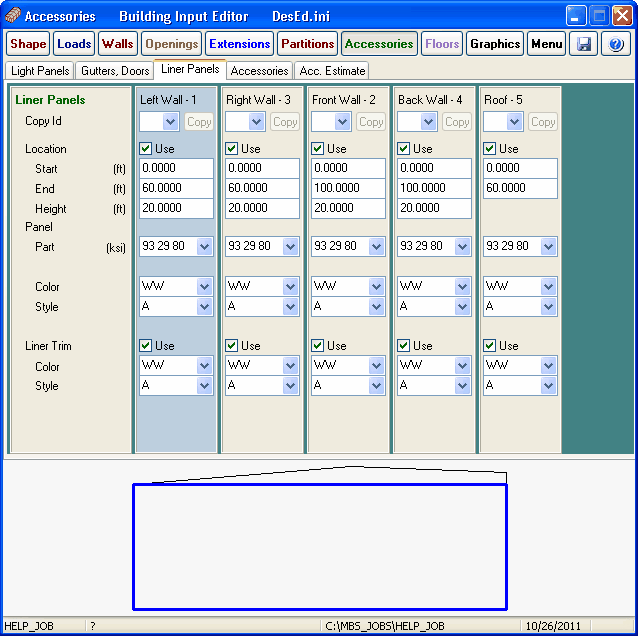 Accessories Building Input Editor DesEd.ini
Shape Loads Walls Openings Extensions Partitions Accessories Floors Graphics Menu ?
Light Panels Gutters, Doors Liner Panels Accessories Acc. Estimate
Liner Panels Left Wall - 1 Right Wall - 3 Front Wall - 2 Back Wall - 4 Roof - 5
Copy Id Copy Copy Copy Copy Copy
Location Use Use Use Use Use
Start (ft) 0.0000 0.0000 0.0000 0.0000 0.0000
End (ft) 60.0000 60.0000 100.0000 100.0000 60.0000
Height (ft) 20.0000 20.0000 20.0000 20.0000
Panel
Part (ksi) 93 29 80 93 29 80 93 29 80 93 29 80 93 29 80
Color WW WW WW WW WW
Style A A A A A
Liner Trim Use Use Use Use Use
Color WW WW WW WW WW
Style A A A A A
HELP_JOB ? C:\MBS_JOBS\HELP_JOB 10/26/2011